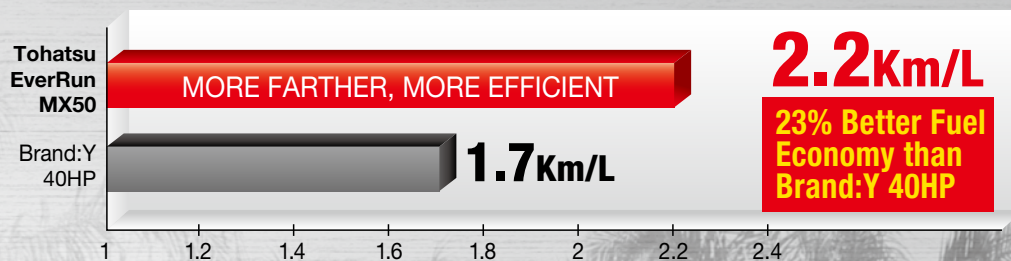 Tohatsu
EverRun
MX50
MORE FARTHER, MORE EFFICIENT
2.2Km/L
23% Better Fuel
Economy than
Brand:Y 40HP
Brand:Y
40HP
1.7Km/L
1 1.2 1.4 1.6 1.8 2 2.2 2.4